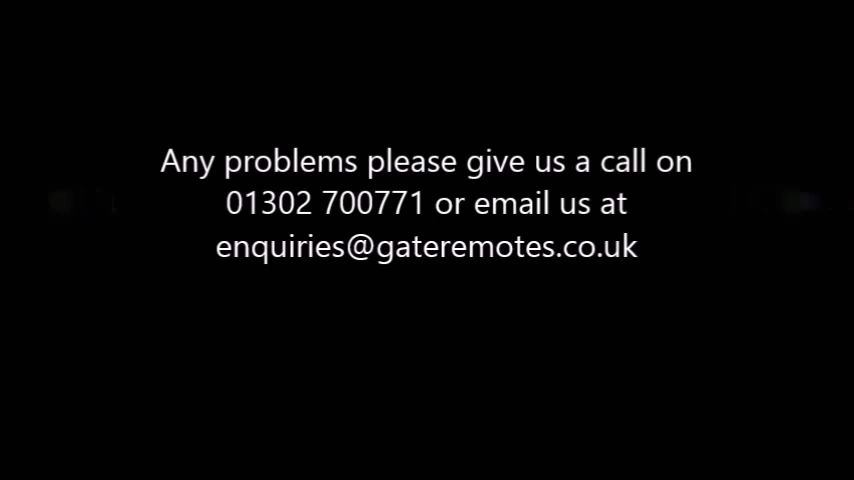 Any problems please give us a call on
01302 700771 or email us at
enquiries@gateremotes.co.uk